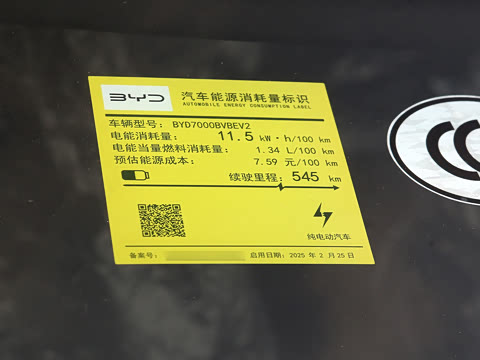 BYD 汽车能源消耗量标识
AUTOMOBILE ENERGY CONSUMPTION LABEL
车辆型号: BYD7000BVBEV2
电能消耗量: 11.5 kW·h/100 km
电能当量燃料消耗量: 1.34 L/100 km
预估能源成本: 7.59 元/100 km
续驶里程: 545 km
纯电动汽车
备案号: 启用日期: 2025 年 2 月 25 日